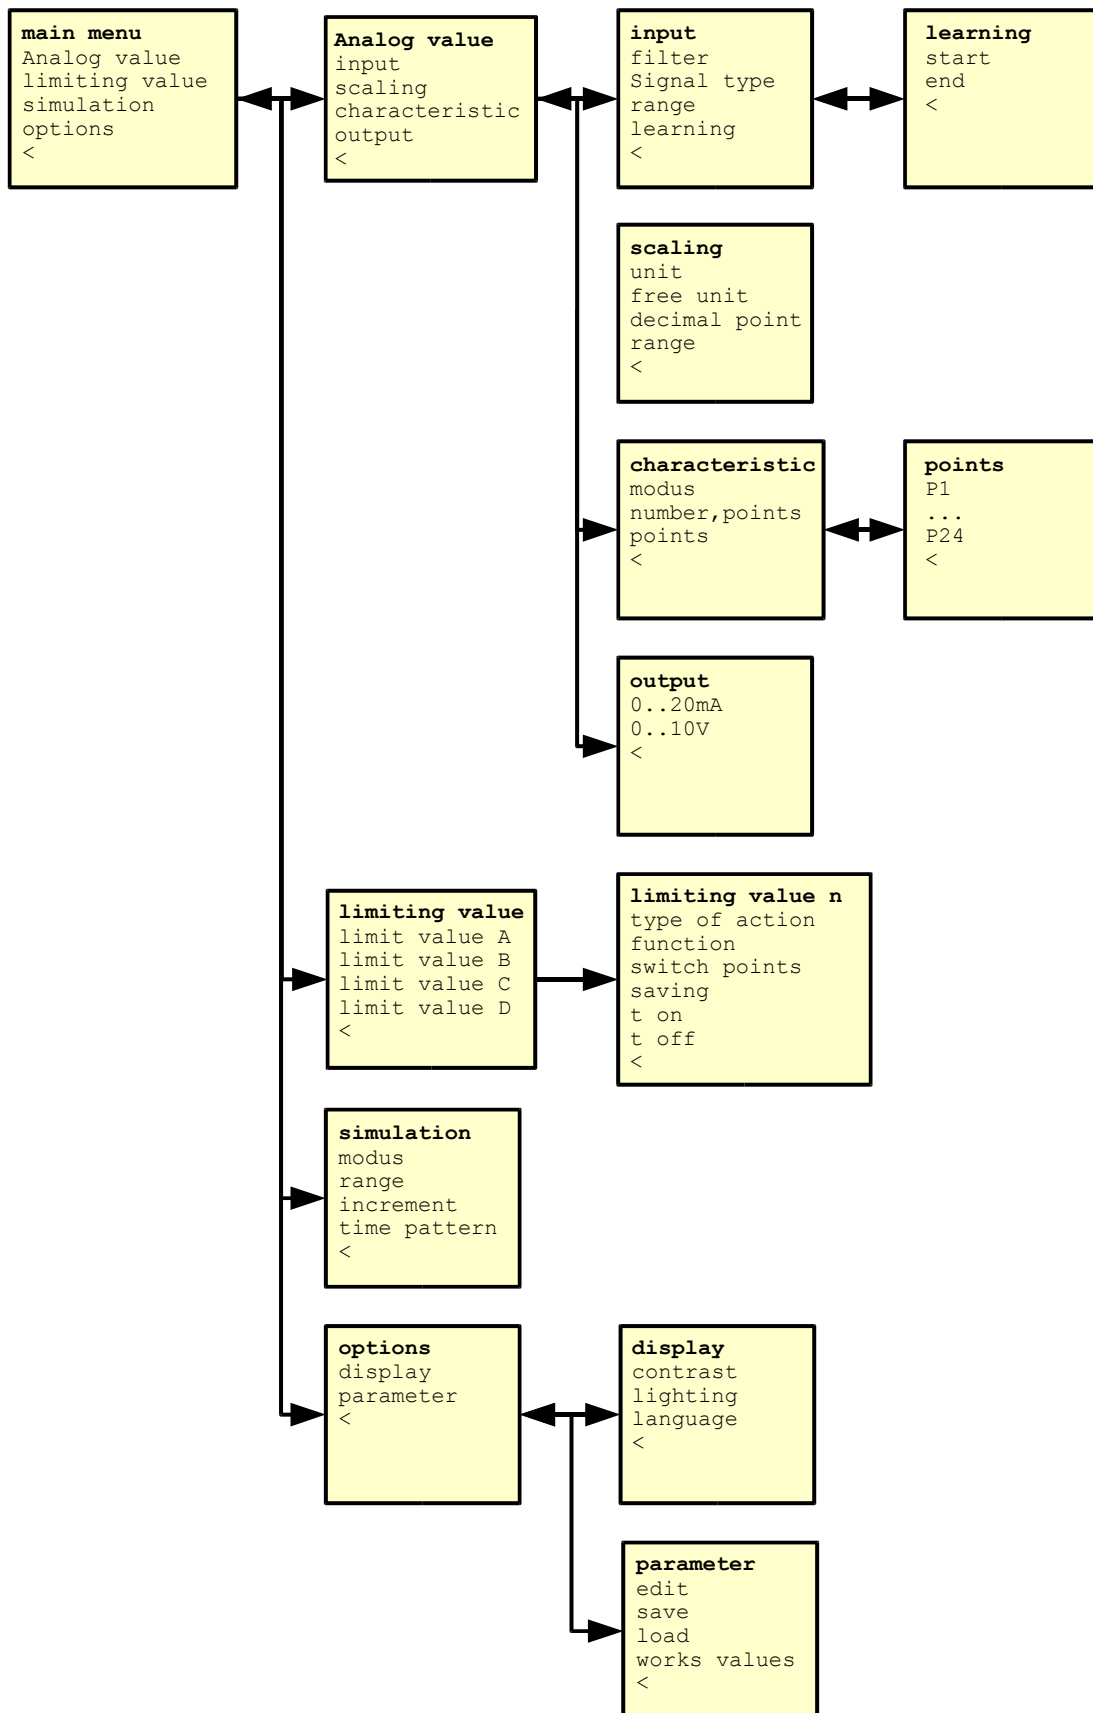 main menu
Analog value
limiting value
simulation
options
<
Analog value
input
scaling
characteristic
output
<
input
filter
Signal type
range
learning
<
learning
start
end
<
scaling
unit
free unit
decimal point
range
<
characteristic
modus
number,points
points
<
points
P1
...
P24
<
output
0..20mA
0..10V
<
limiting value
limit value A
limit value B
limit value C
limit value D
<
limiting value n
type of action
function
switch points
saving
t on
t off
<
simulation
modus
range
increment
time pattern
<
options
display
parameter
<
display
contrast
lighting
language
<
parameter
edit
save
load
works values
<